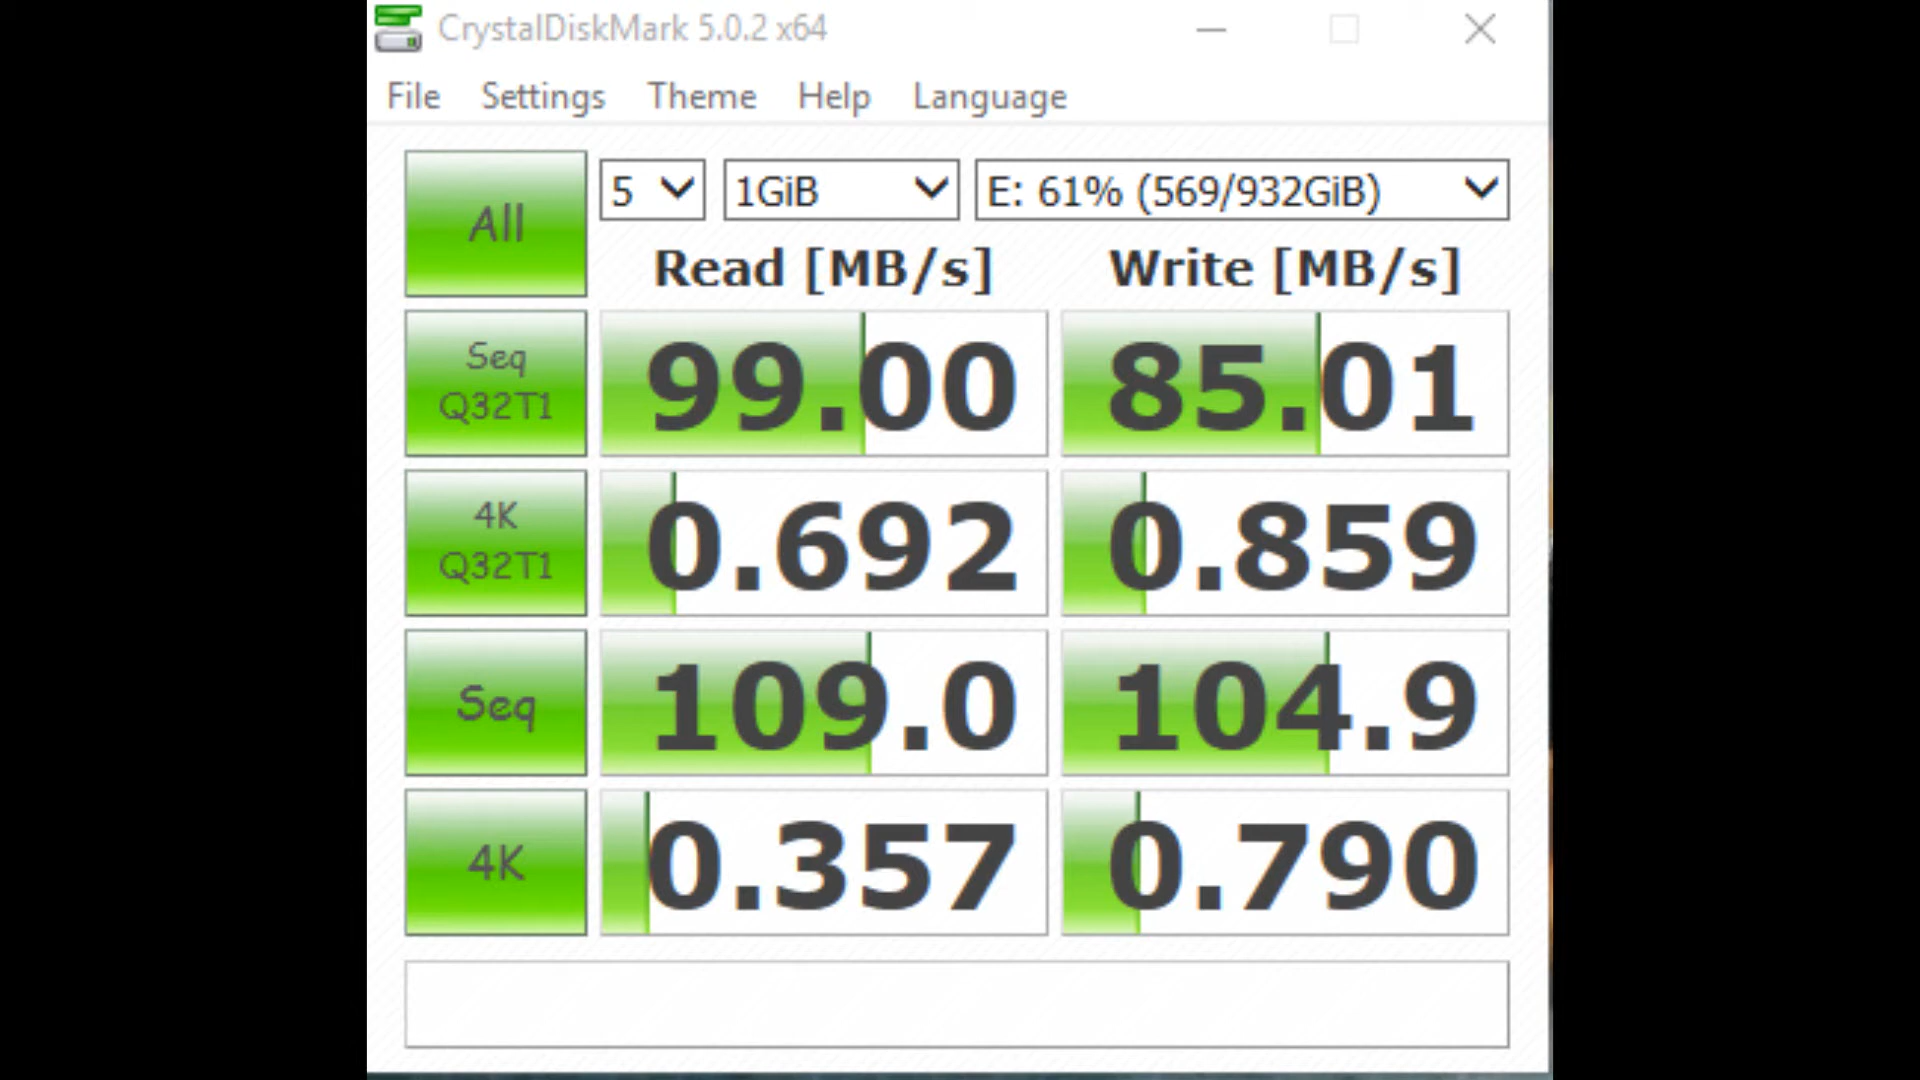 CrystalDiskMark 5.0.2 x64
File Settings Theme Help Language
All 5 1GiB E: 61% (569/932GiB)
Read [MB/s] Write [MB/s]
Seq
Q32T1 99.00 85.01
4K
Q32T1 0.692 0.859
Seq 109.0 104.9
4K 0.357 0.790